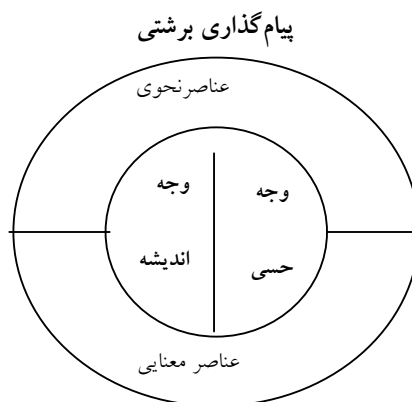 پیام‌گذاری برشتی
عناصرنحوی
وجه
حسی
وجه
اندیشه
عناصر معنایی